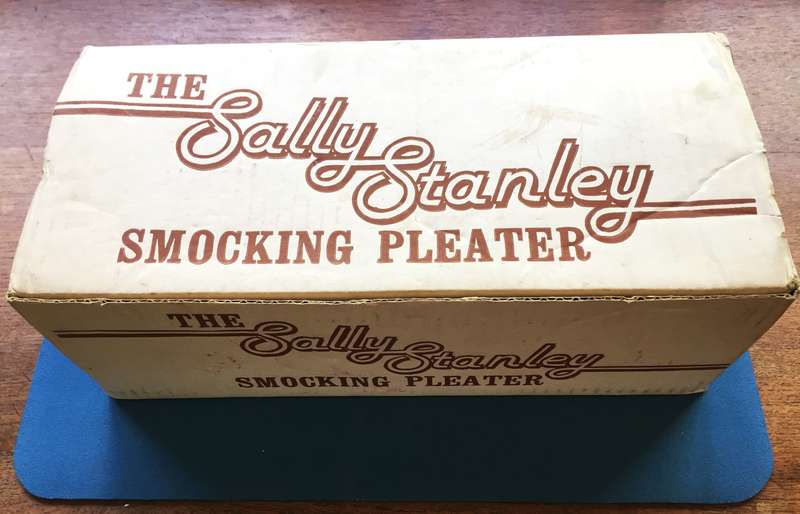 THE
Sally
Stanley
SMOCKING PLEATER
THE
Sally Stanley
SMOCKING PLEATER